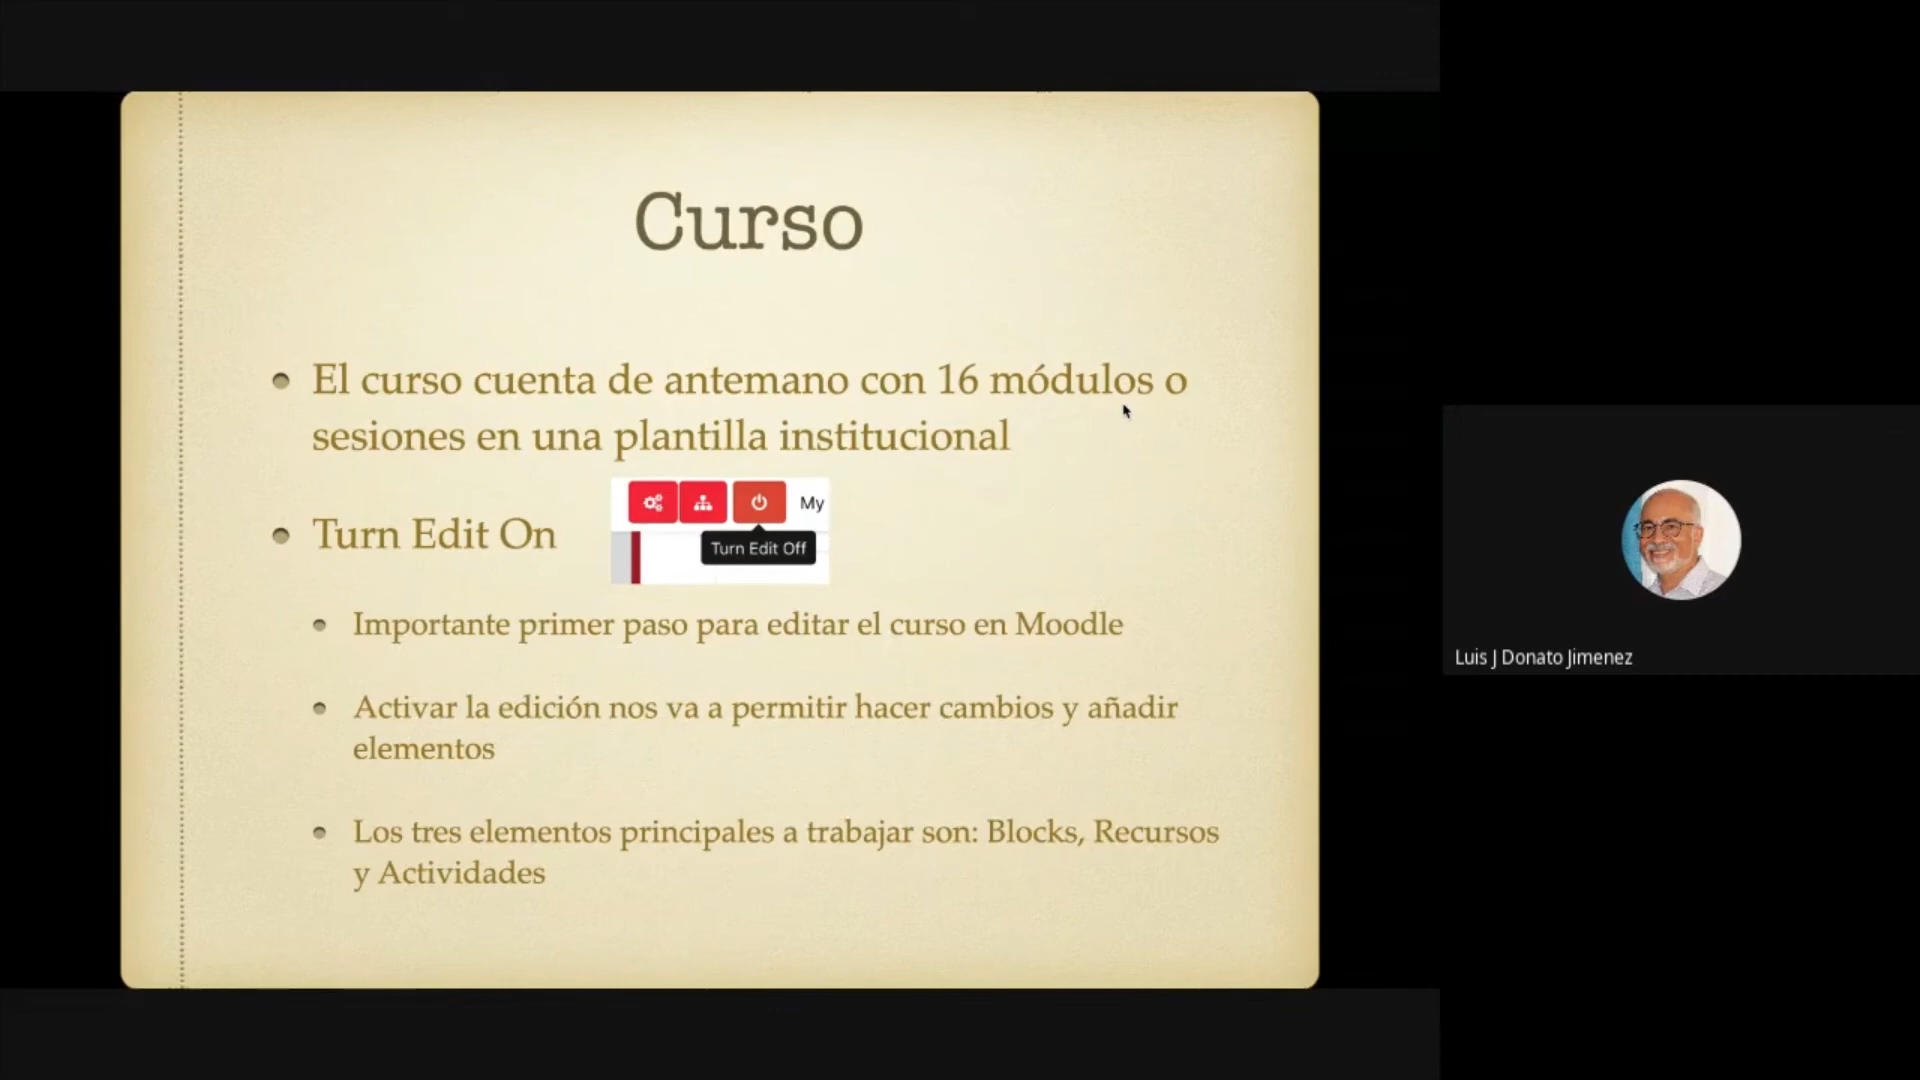 Curso
El curso cuenta de antemano con 16 módulos o
sesiones en una plantilla institucional
Turn Edit On
My
Turn Edit Off
Importante primer paso para editar el curso en Moodle
Activar la edición nos va a permitir hacer cambios y añadir
elementos
Los tres elementos principales a trabajar son: Blocks, Recursos
y Actividades
Luis J Donato Jimenez